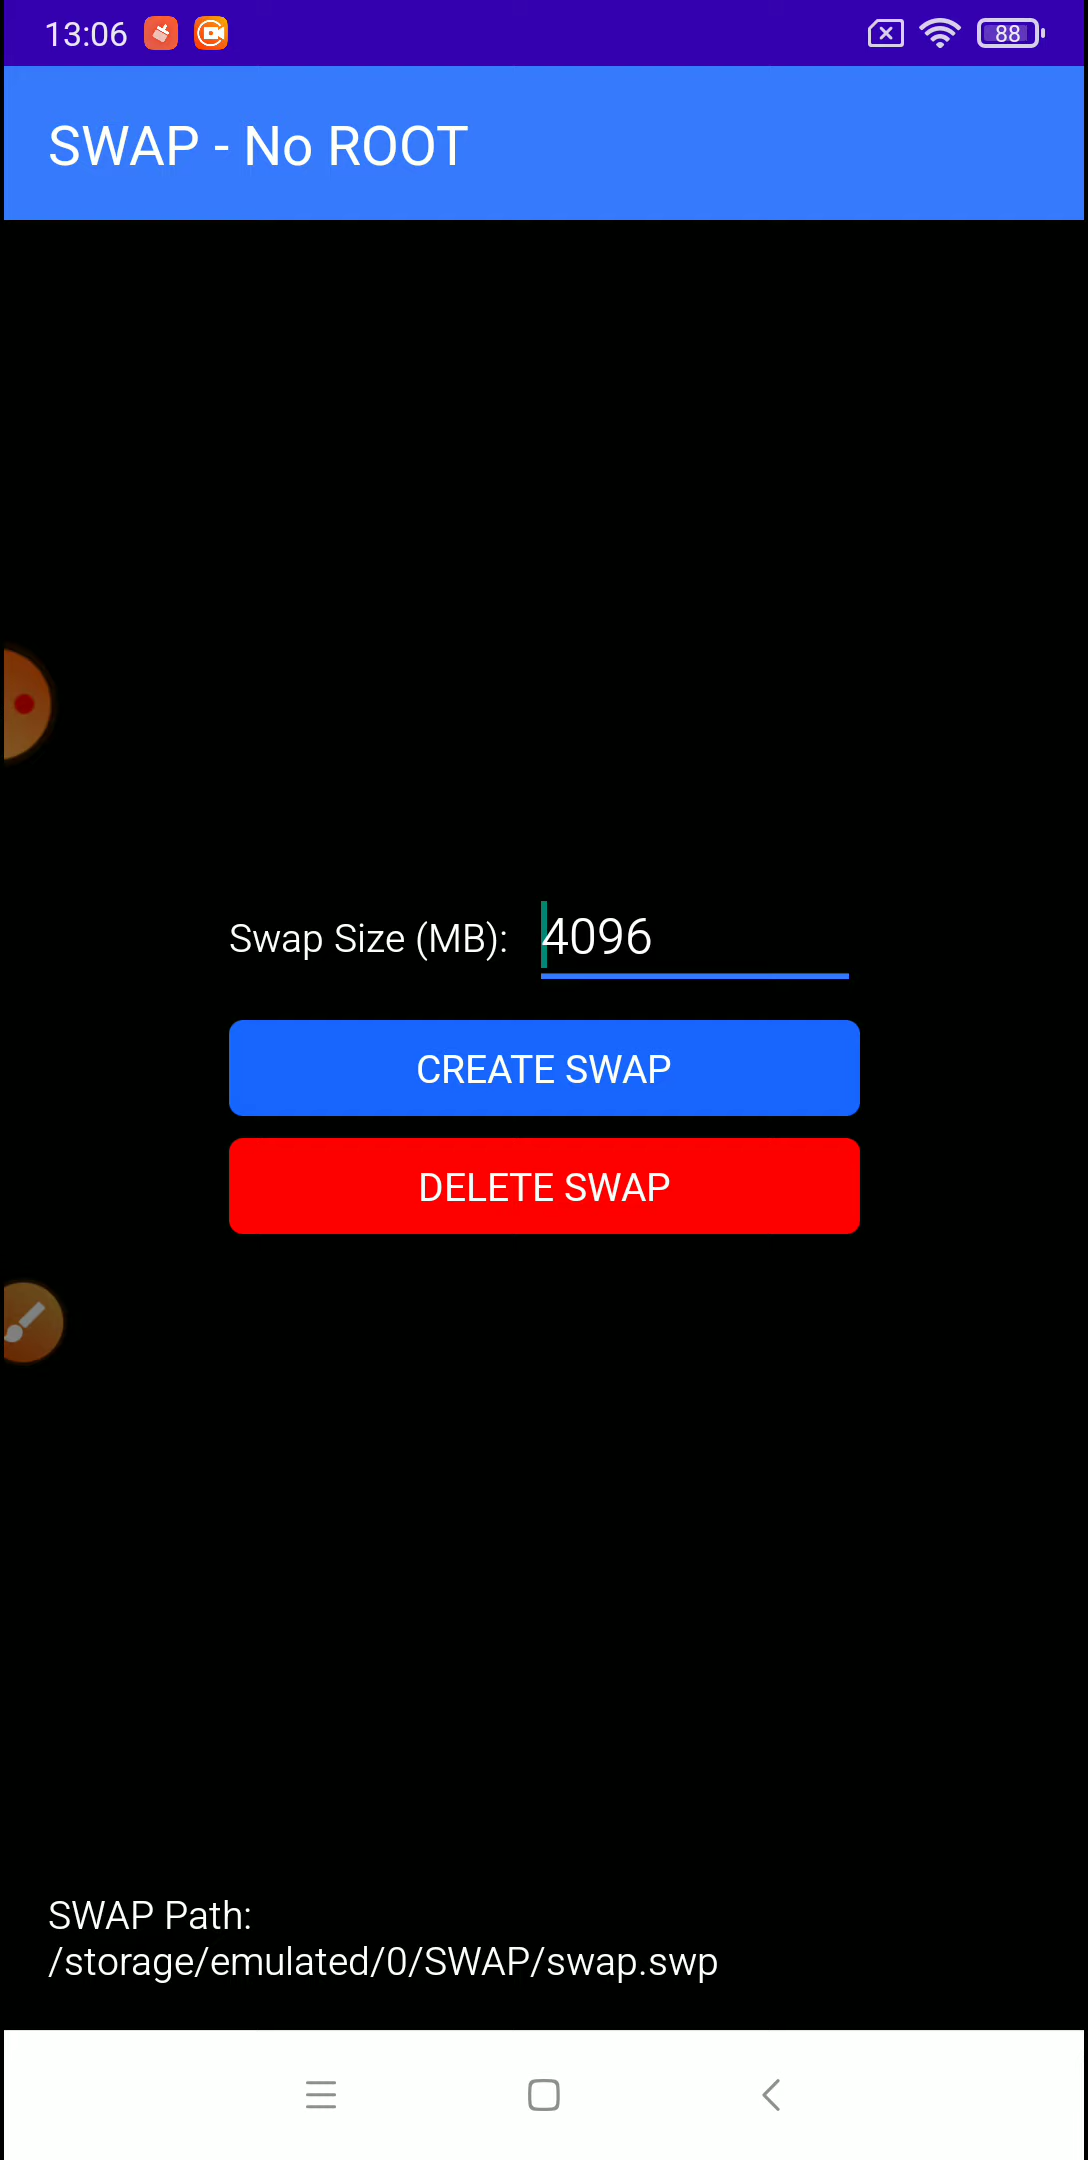 13:06
88
SWAP - No ROOT
Swap Size (MB): 4096
CREATE SWAP
DELETE SWAP
SWAP Path:
/storage/emulated/0/SWAP/swap.swp